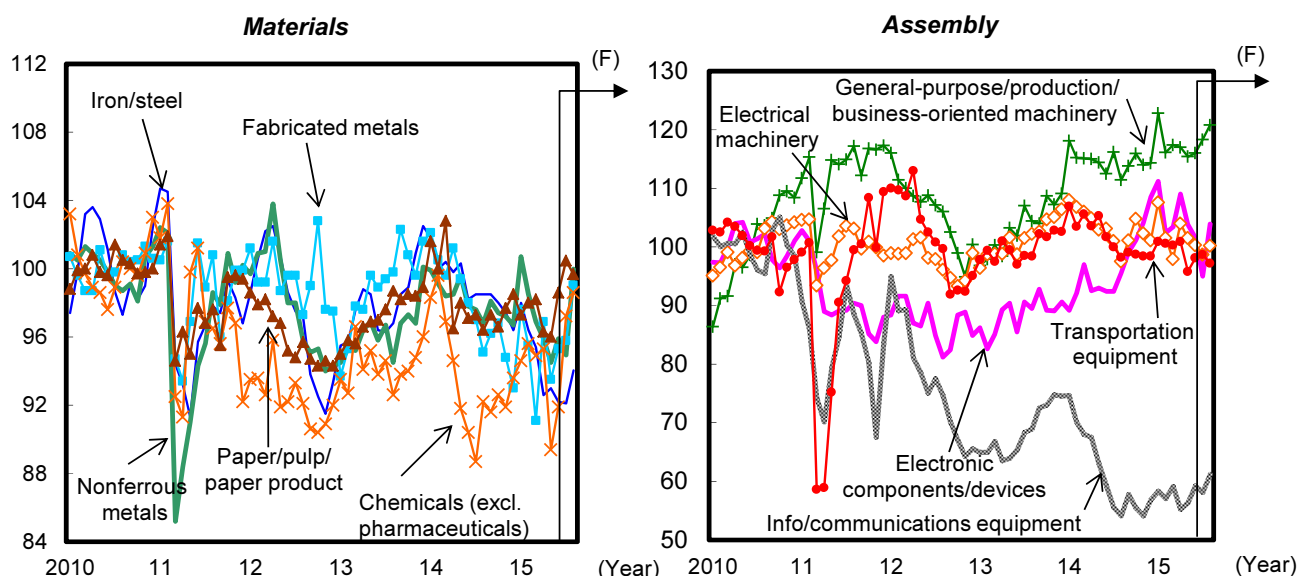 Materials
(F)
112
108
104
100
96
92
88
84
Iron/steel
Fabricated metals
Nonferrous
metals
Paper/pulp/
paper product
Chemicals (excl.
pharmaceuticals)
2010
11
12
13
14
15
(Year)
Assembly
(F)
130
120
110
100
90
80
70
60
50
General-purpose/production/
business-oriented machinery
Electrical
machinery
Transportation
equipment
Electronic
components/devices
Info/communications equipment
2010
11
12
13
14
15
(Year)